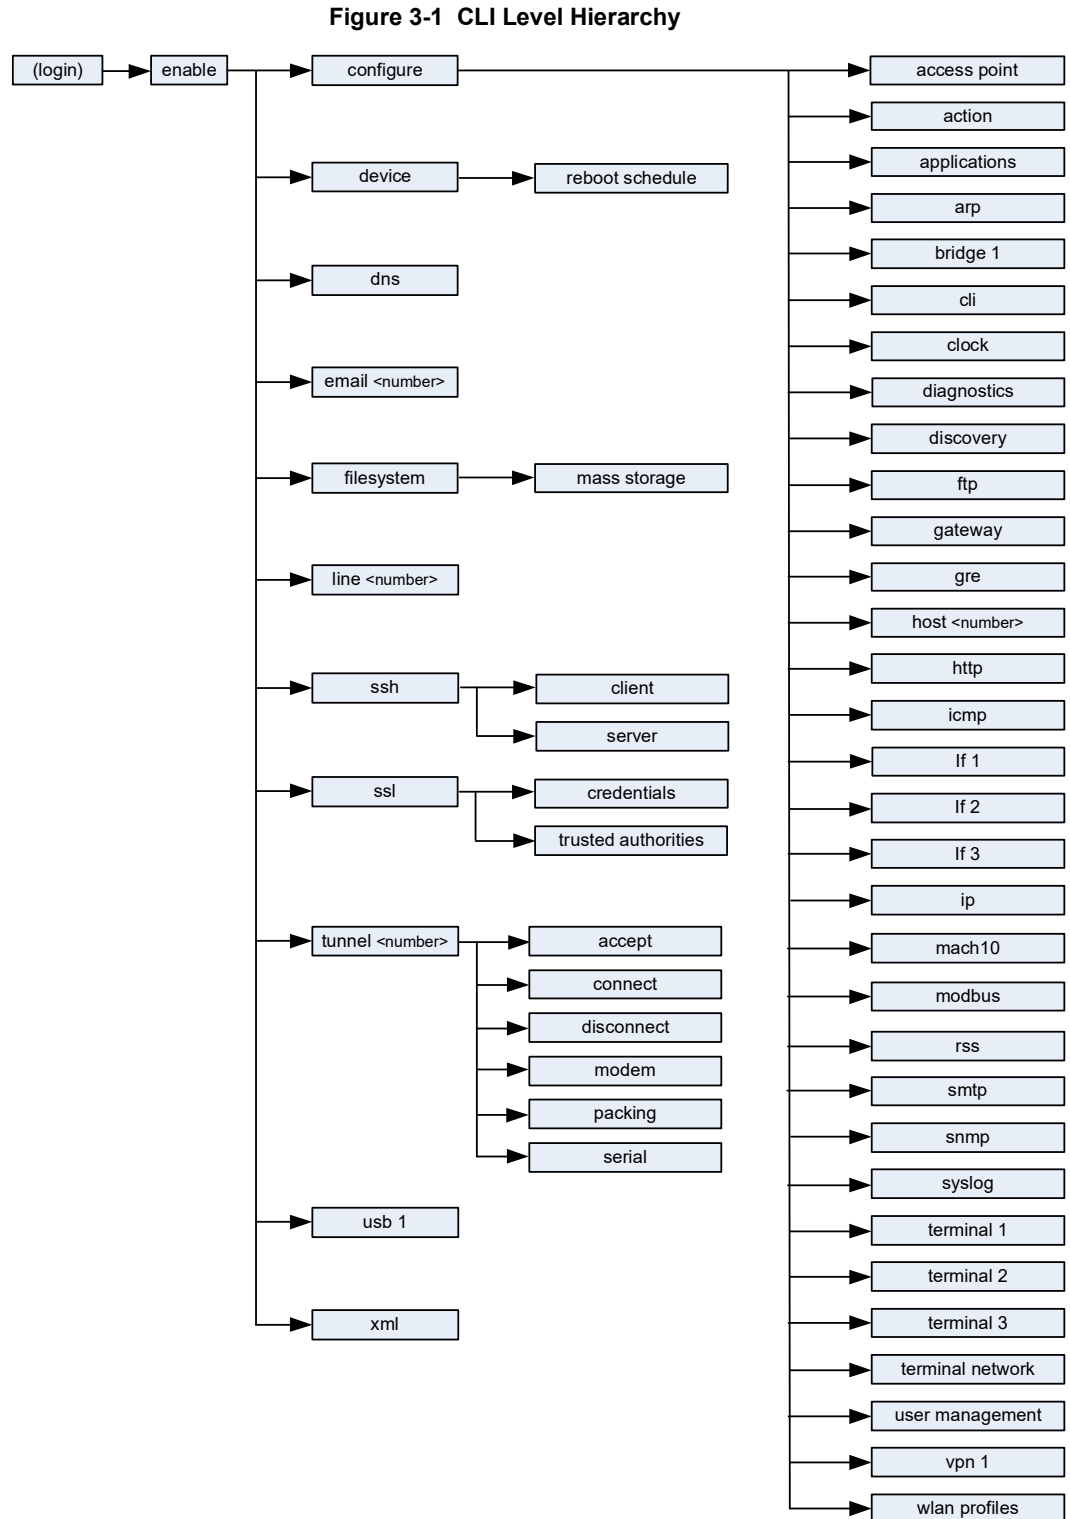 Figure 3-1 CLI Level Hierarchy
(login)
enable
configure
device
reboot schedule
dns
email <number>
filesystem
mass storage
line <number>
ssh
client
server
ssl
credentials
trusted authorities
tunnel <number>
accept
connect
disconnect
modem
packing
serial
usb 1
xml
access point
action
applications
arp
bridge 1
cli
clock
diagnostics
discovery
ftp
gateway
gre
host <number>
http
icmp
If 1
If 2
If 3
ip
mach10
modbus
rss
smtp
snmp
syslog
terminal 1
terminal 2
terminal 3
terminal network
user management
vpn 1
wlan profiles